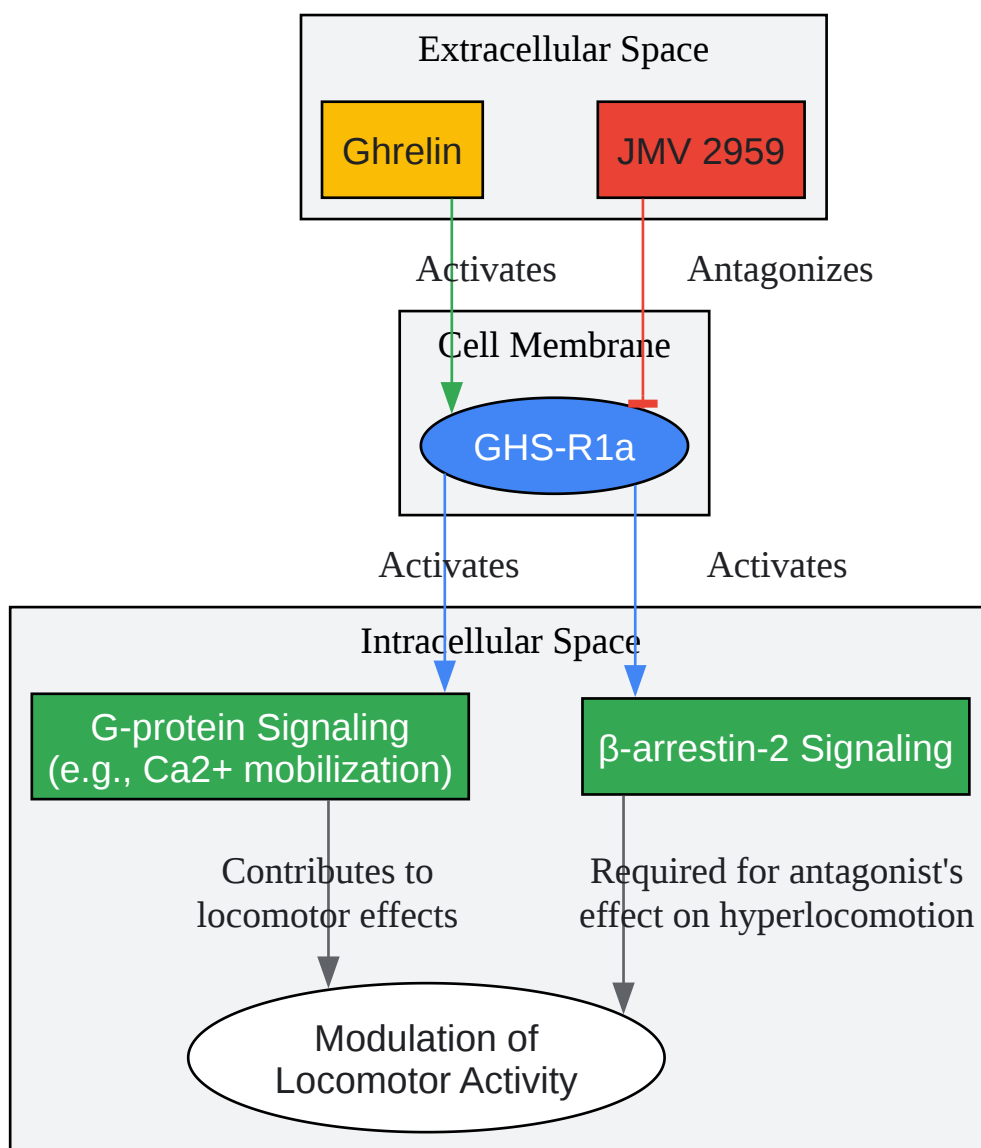 Extracellular Space
Ghrelin
JMV 2959
Activates
Antagonizes
Cell Membrane
GHS-R1a
Activates
Activates
Intracellular Space
G-protein Signaling
(e.g., Ca2+ mobilization)
β-arrestin-2 Signaling
Contributes to
locomotor effects
Required for antagonist's
effect on hyperlocomotion
Modulation of
Locomotor Activity